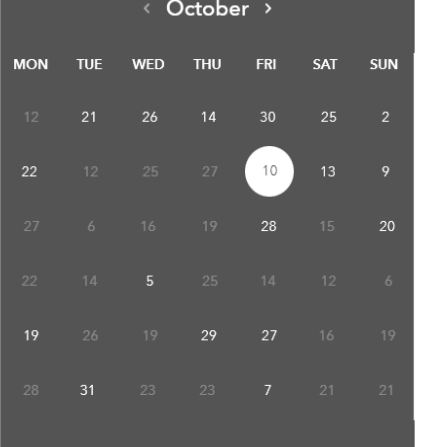 ‹ October ›
MON TUE WED THU FRI SAT SUN
12 21 26 14 30 25 2
22 12 25 27 10 13 9
27 6 16 19 28 15 20
22 14 5 25 14 12 6
19 26 19 29 27 16 19
28 31 23 23 7 21 21